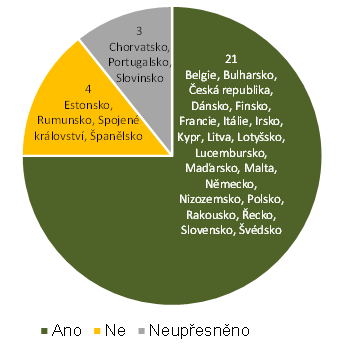 3
Chorvatsko,
Portugalsko,
Slovinsko
4
Estonsko,
Rumunsko, Spojené
království, Španělsko
21
Belgie, Bulharsko,
Česká republika,
Dánsko, Finsko,
Francie, Itálie, Irsko,
Kypr, Litva, Lotyšsko,
Lucembursko,
Maďarsko, Malta,
Německo,
Nizozemsko, Polsko,
Rakousko, Řecko,
Slovensko, Švédsko
Ano Ne Neupřesněno